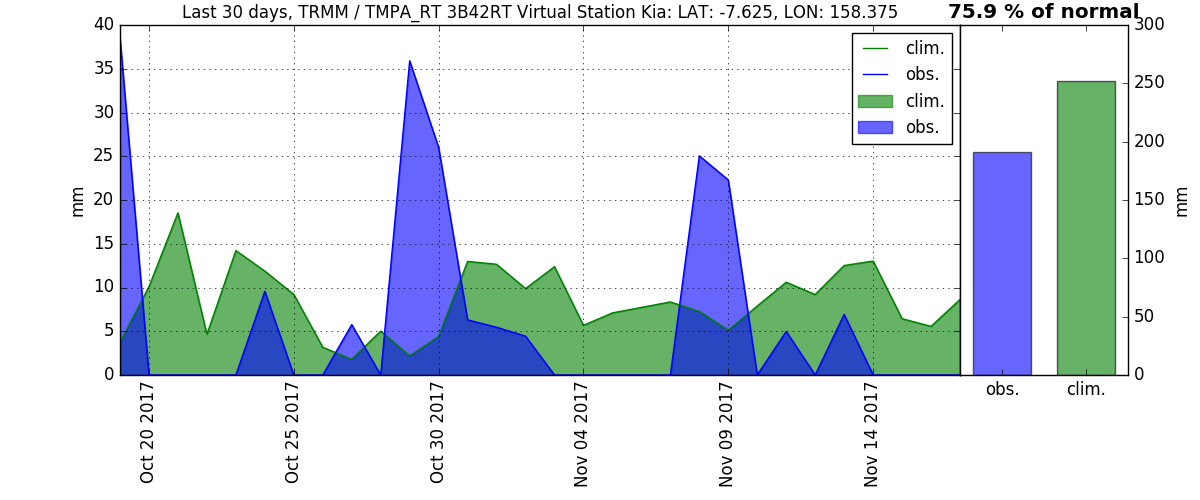 Last 30 days, TRMM / TMPA_RT 3B42RT Virtual Station Kia: LAT: -7.625, LON: 158.375
75.9 % of normal
40
35
30
25
20
15
10
5
0
mm
clim.
obs.
clim.
obs.
Oct 20 2017
Oct 25 2017
Oct 30 2017
Nov 04 2017
Nov 09 2017
Nov 14 2017
300
250
200
150
100
50
0
mm
obs.
clim.